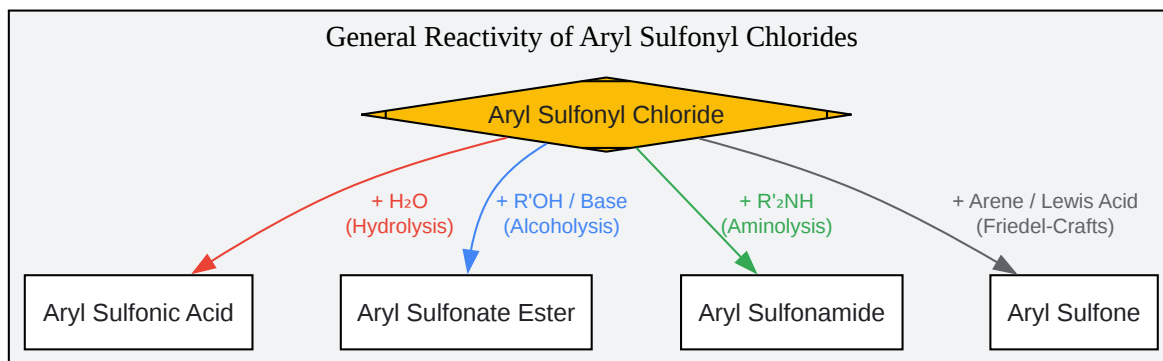 General Reactivity of Aryl Sulfonyl Chlorides
Aryl Sulfonyl Chloride
+ H₂O
(Hydrolysis)
+ R'OH / Base
(Alcoholysis)
+ R'₂NH
(Aminolysis)
+ Arene / Lewis Acid
(Friedel-Crafts)
Aryl Sulfonic Acid
Aryl Sulfonate Ester
Aryl Sulfonamide
Aryl Sulfone